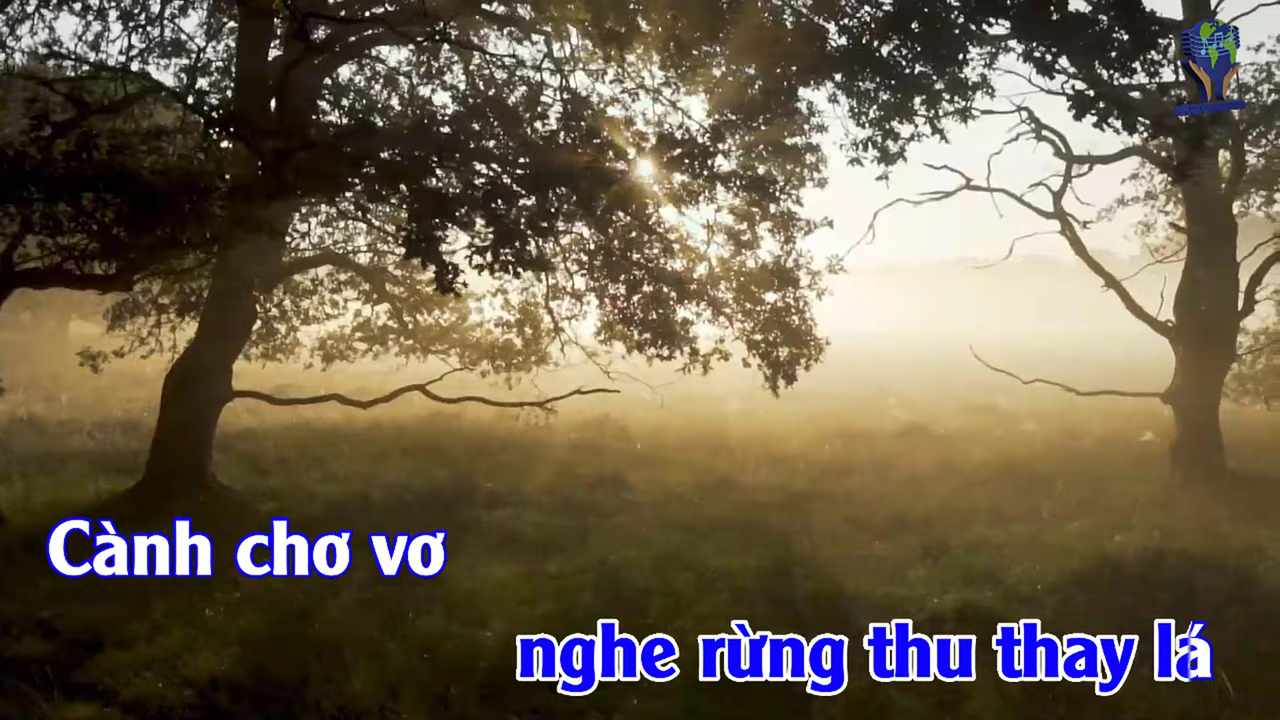 Cành chơ vơ
nghe rừng thu thay lá